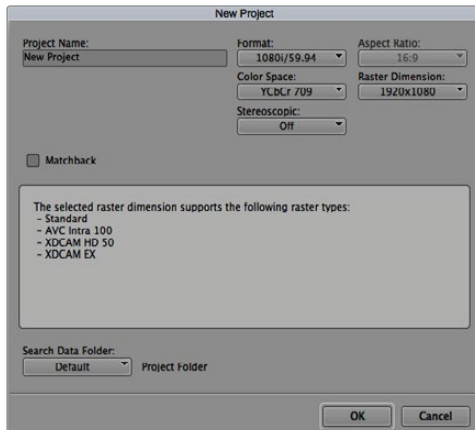 New Project
Project Name:
New Project
Format:
1080i/59.94
Aspect Ratio:
16:9
Color Space:
YCbCr 709
Raster Dimension:
1920x1080
Stereoscopic:
Off
Matchback
The selected raster dimension supports the following raster types:
- Standard
- AVC Intra 100
- XDCAM HD 50
- XDCAM EX
Search Data Folder:
Default
Project Folder
OK
Cancel